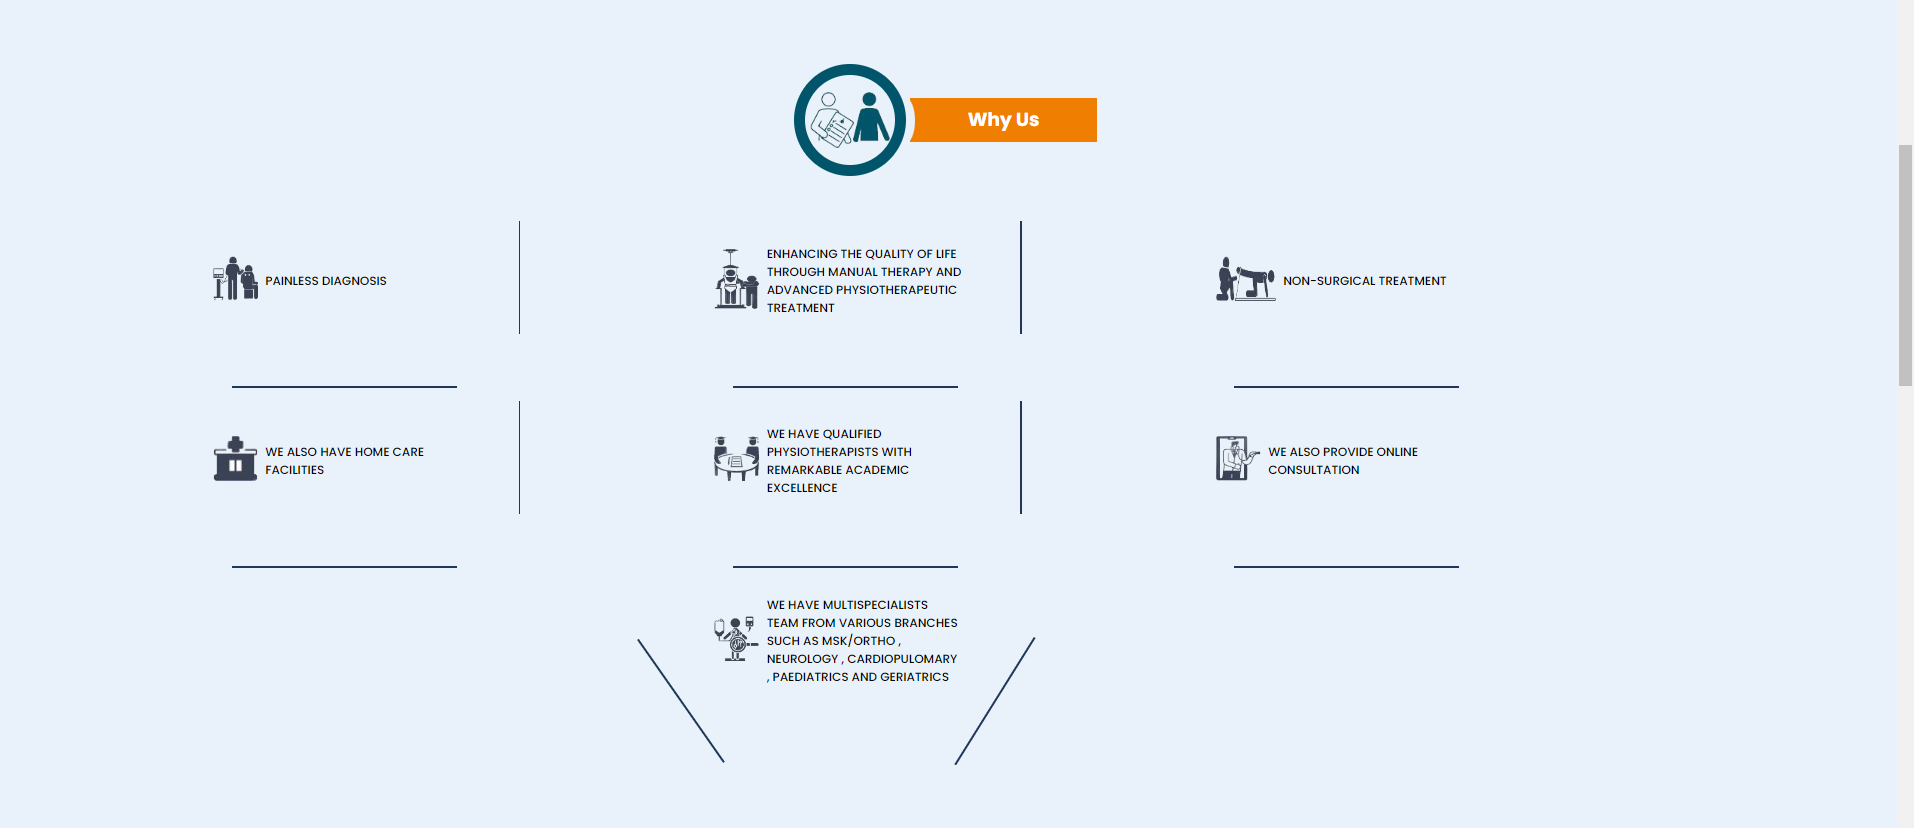 Why Us
PAINLESS DIAGNOSIS
ENHANCING THE QUALITY OF LIFE
THROUGH MANUAL THERAPY AND
ADVANCED PHYSIOTHERAPEUTIC
TREATMENT
NON-SURGICAL TREATMENT
WE ALSO HAVE HOME CARE
FACILITIES
WE HAVE QUALIFIED
PHYSIOTHERAPISTS WITH
REMARKABLE ACADEMIC
EXCELLENCE
WE ALSO PROVIDE ONLINE
CONSULTATION
WE HAVE MULTISPECIALISTS
TEAM FROM VARIOUS BRANCHES
SUCH AS MSK/ORTHO ,
NEUROLOGY , CARDIOPULOMARY
, PAEDIATRICS AND GERIATRICS